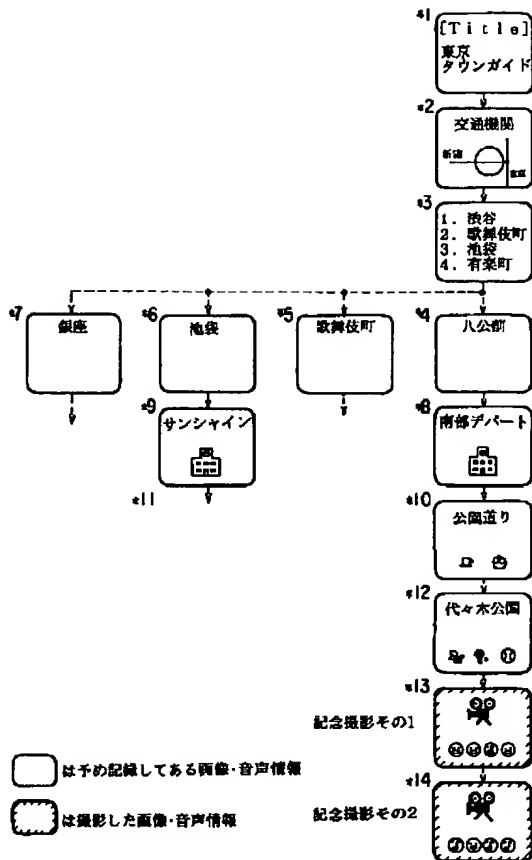 *1
[Title]
東京
タウンガイド
*2
交通機関
新宿
東京
*3
1. 渋谷
2. 歌舞伎町
3. 池袋
4. 有楽町
*7
銀座
*6
池袋
*5
歌舞伎町
*4
八公前
*9
サンシャイン
*8
南部デパート
*11
*10
公園道り
*12
代々木公園
*13
記念撮影その1
*14
記念撮影その2
は予め記録してある画像・音声情報
は撮影した画像・音声情報